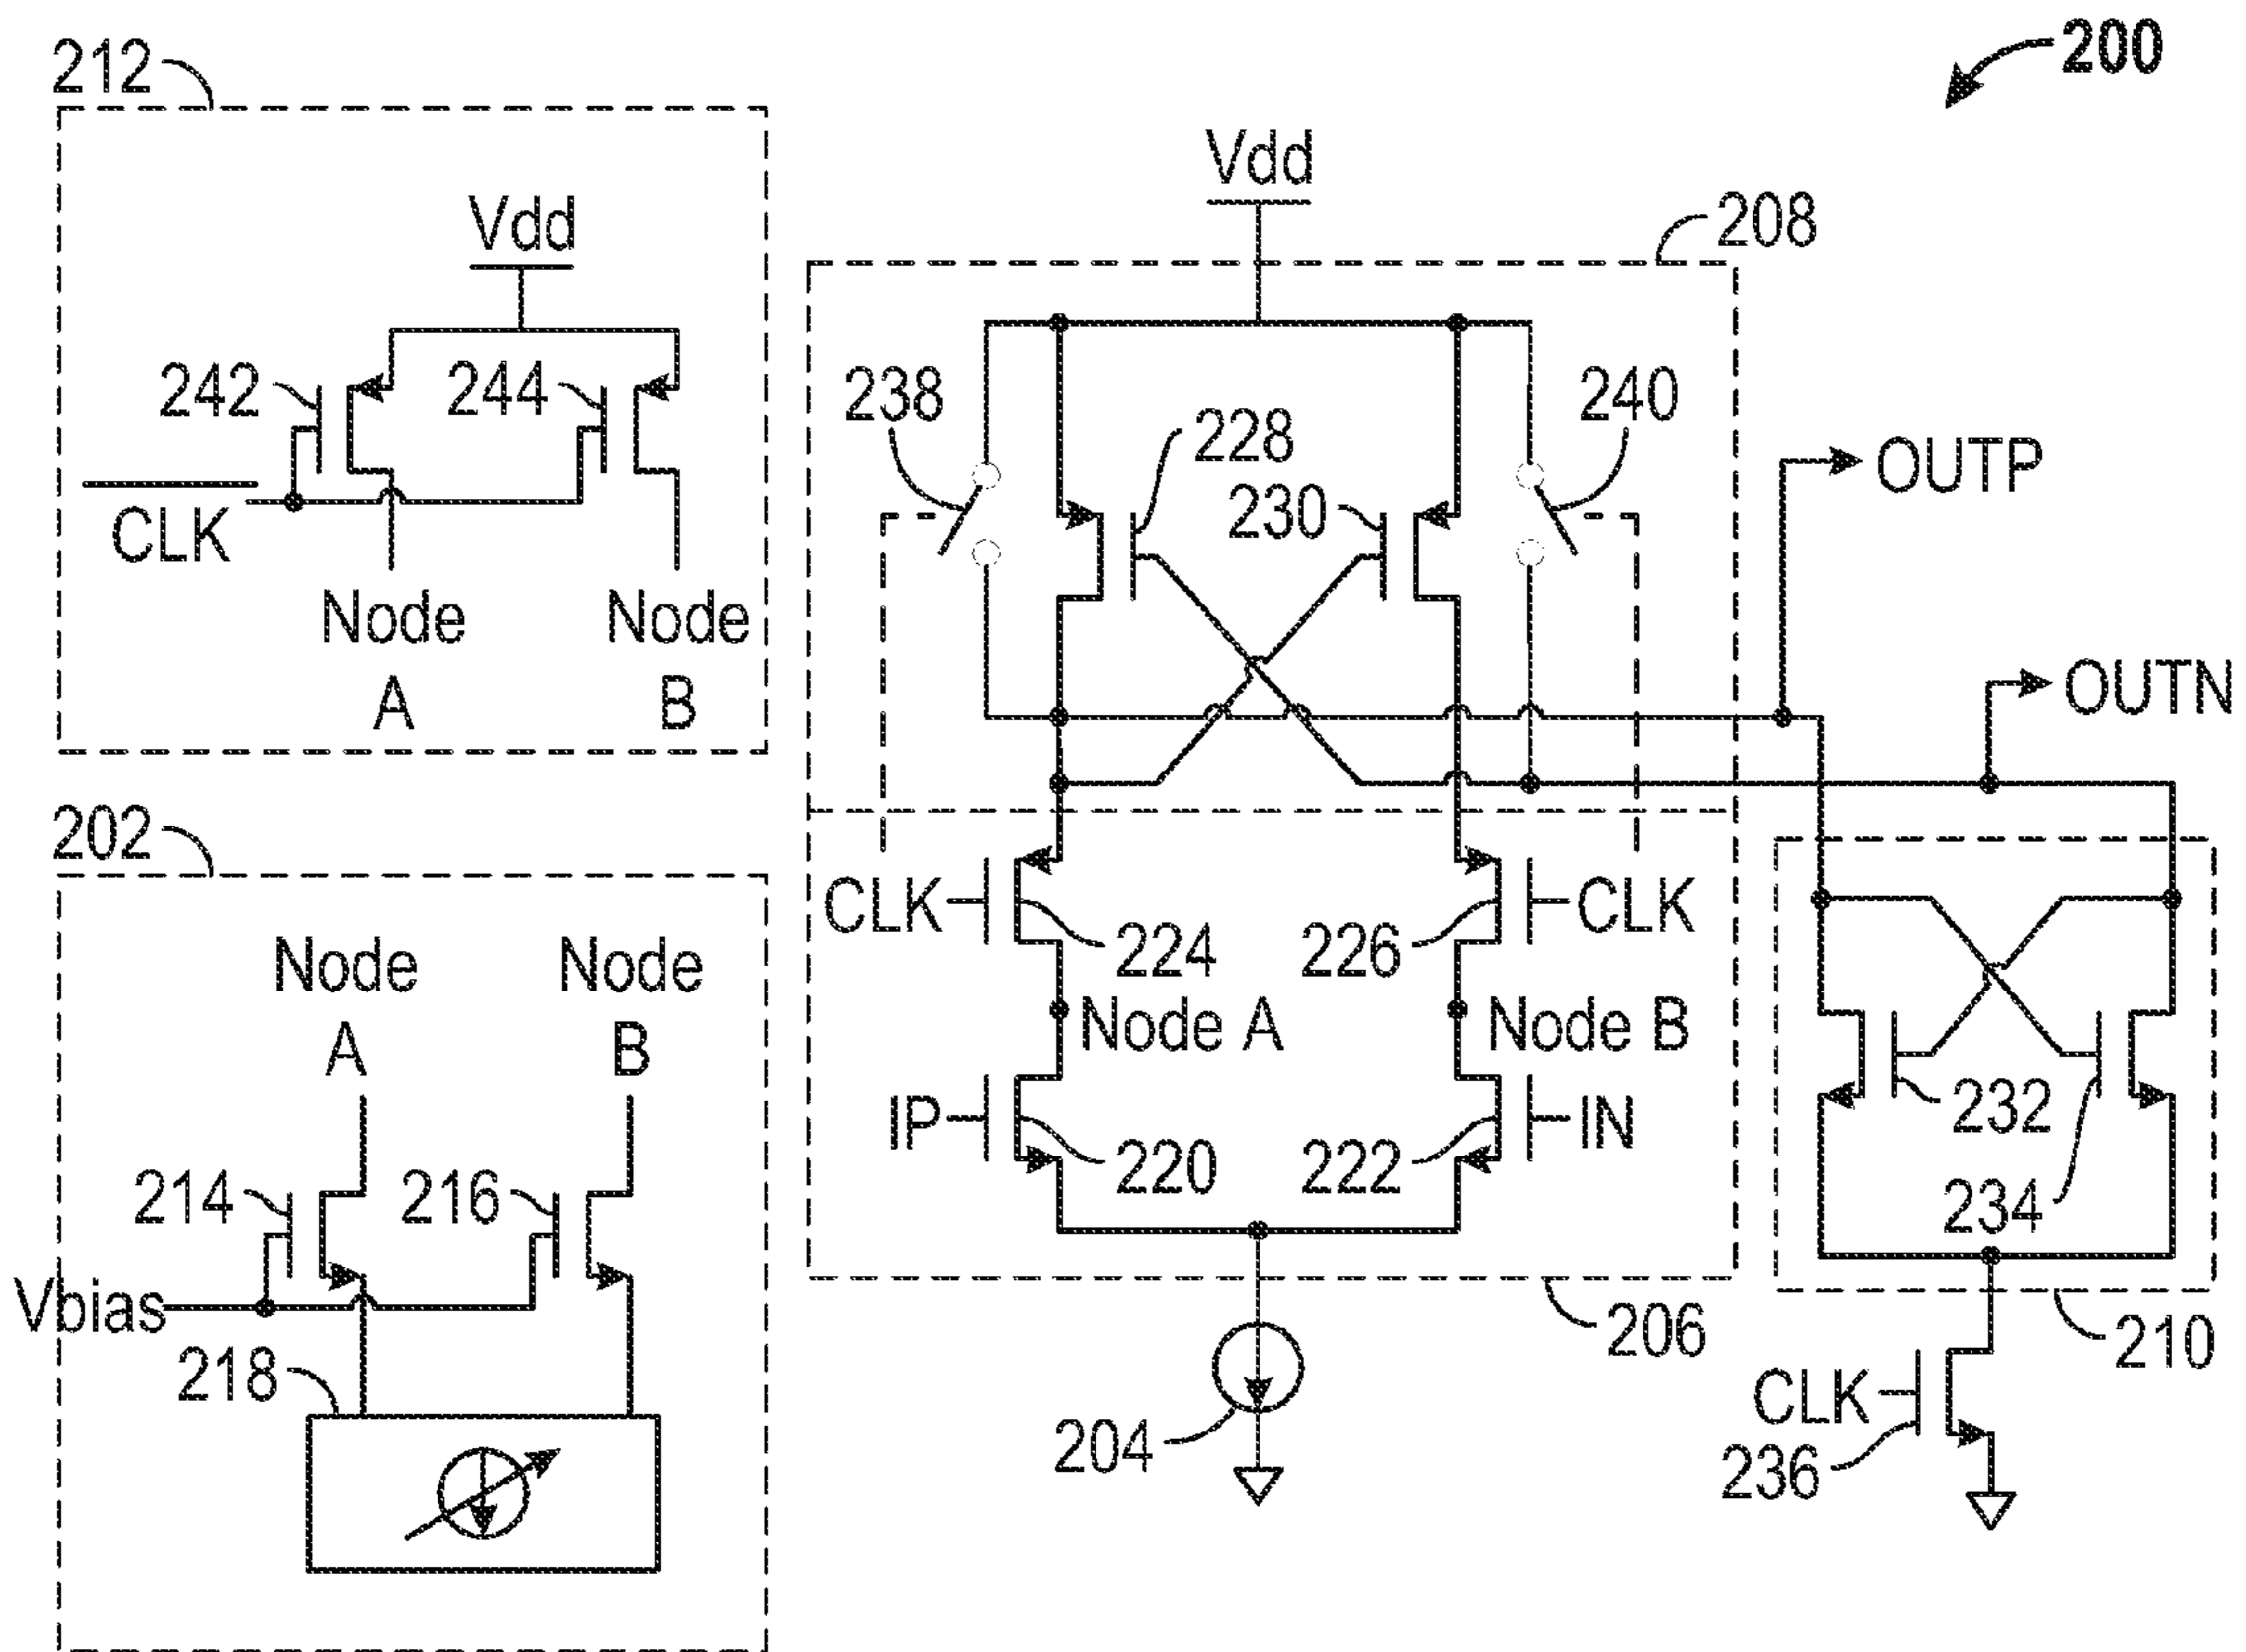 200
212
Vdd
242
244
CLK
Node A
Node B
Vdd
208
238
228
230
240
OUTP
OUTN
202
Node A
Node B
214
216
Vbias
218
CLK
224
226
CLK
Node A
Node B
IP
220
222
IN
206
204
232
234
210
CLK
236